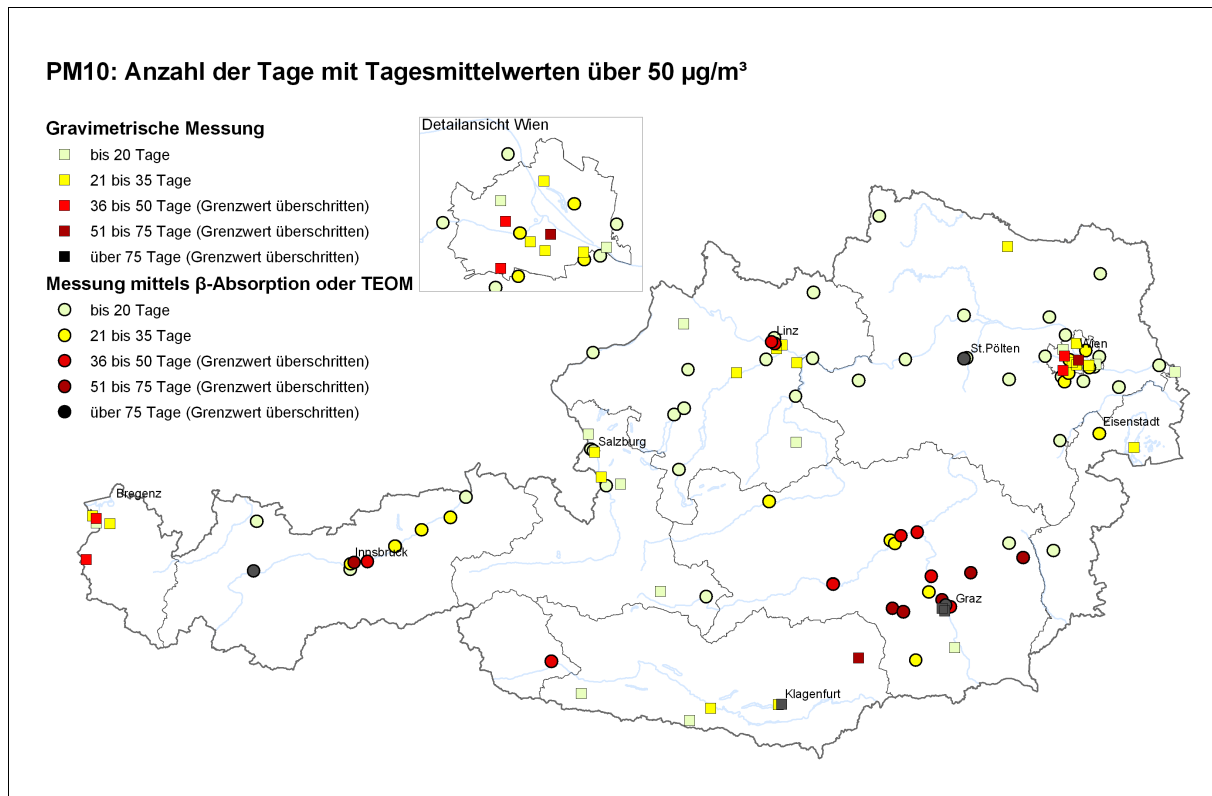 PM10: Anzahl der Tage mit Tagesmittelwerten über 50 µg/m³
Gravimetrische Messung
bis 20 Tage
21 bis 35 Tage
36 bis 50 Tage (Grenzwert überschritten)
51 bis 75 Tage (Grenzwert überschritten)
über 75 Tage (Grenzwert überschritten)
Messung mittels β-Absorption oder TEOM
bis 20 Tage
21 bis 35 Tage
36 bis 50 Tage (Grenzwert überschritten)
51 bis 75 Tage (Grenzwert überschritten)
über 75 Tage (Grenzwert überschritten)
Detailansicht Wien
Linz
St.Pölten
Wien
Eisenstadt
Salzburg
Bregenz
Innsbruck
Graz
Klagenfurt